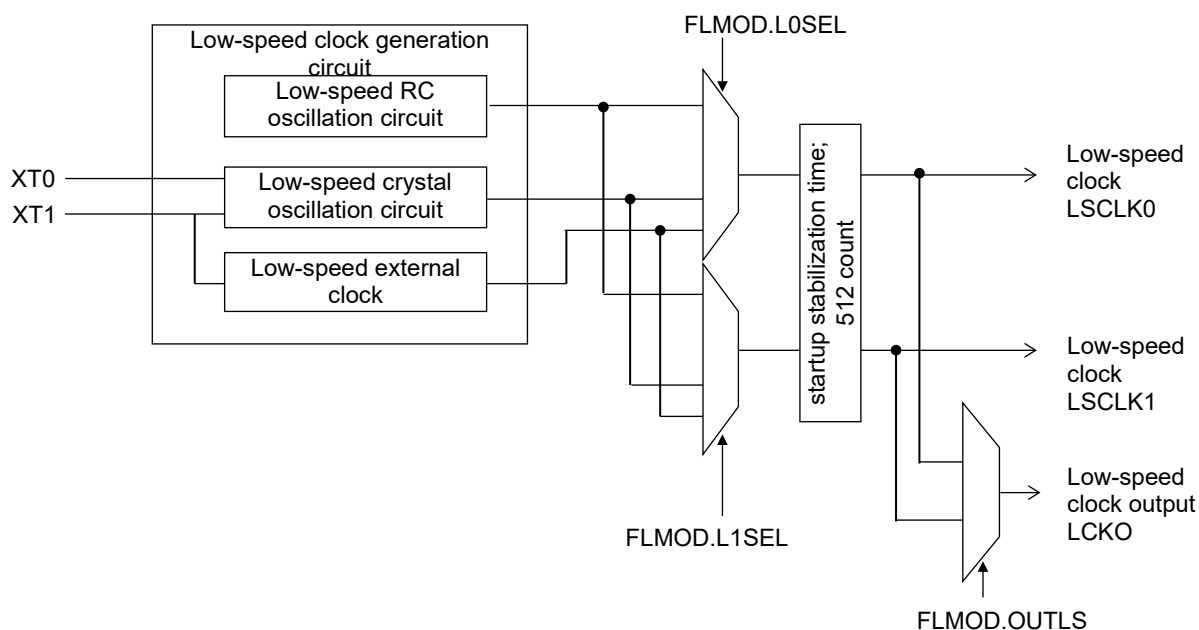 FLMOD.L0SEL
Low-speed clock generation
circuit
Low-speed RC
oscillation circuit
XT0
XT1
Low-speed crystal
oscillation circuit
Low-speed external
clock
startup stabilization time;
512 count
Low-speed
clock
LSCLK0
Low-speed
clock
LSCLK1
Low-speed
clock output
LCKO
FLMOD.L1SEL
FLMOD.OUTLS